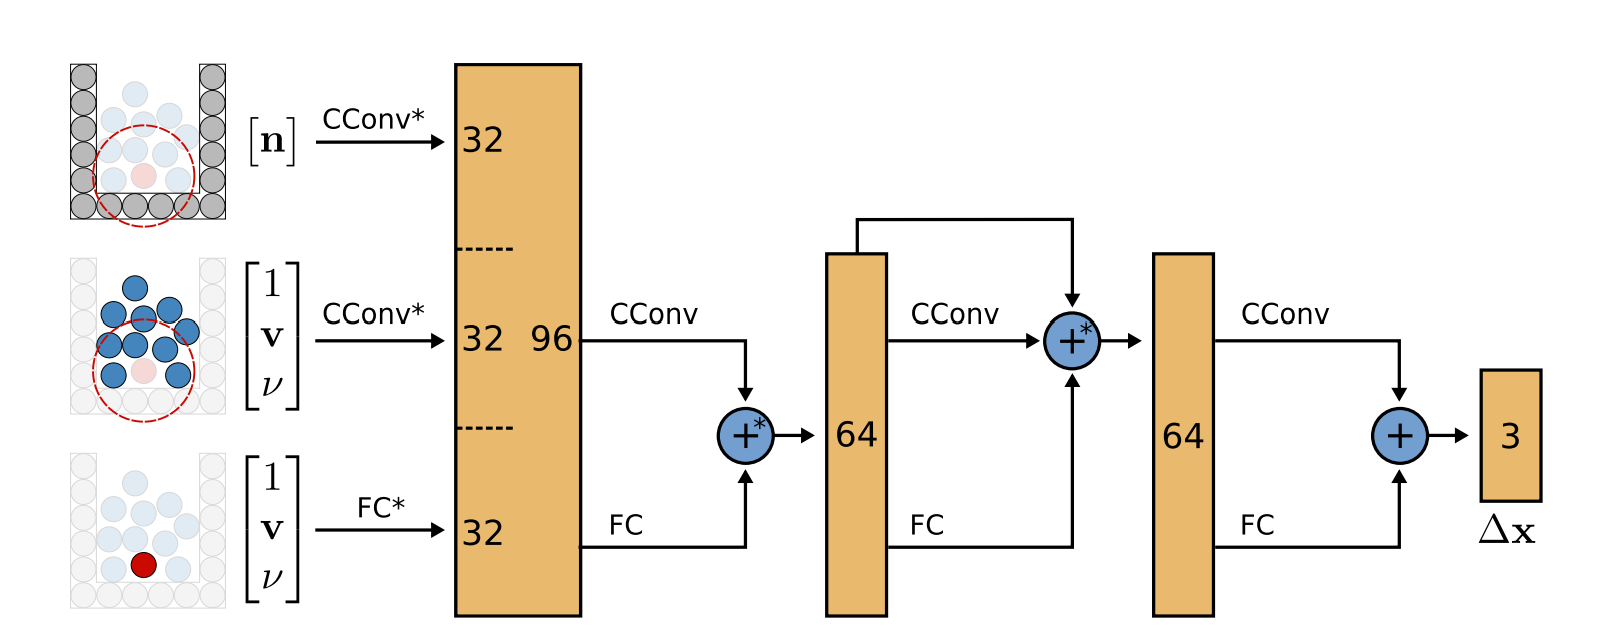 [n] CConv* 32
[1 v ν] CConv* 32 96 CConv CConv CConv
+* 64 + * 64 + 3
Δx
[1 v ν] FC* 32 FC FC FC